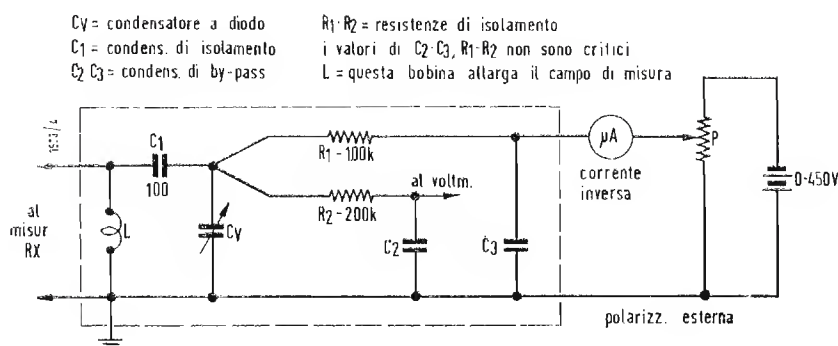 Cv = condensatore a diodo
C1 = condens. di isolamento
C2 C3 = condens. di by-pass
R1·R2 = resistenze di isolamento
i valori di C2·C3, R1·R2 non sono critici
L = questa bobina allarga il campo di misura
C1
100
R1-100k
R2-200k
al voltm.
µA
corrente
inversa
P
0-450V
al
misur
RX
L
Cv
C2
C3
polarizz. esterna